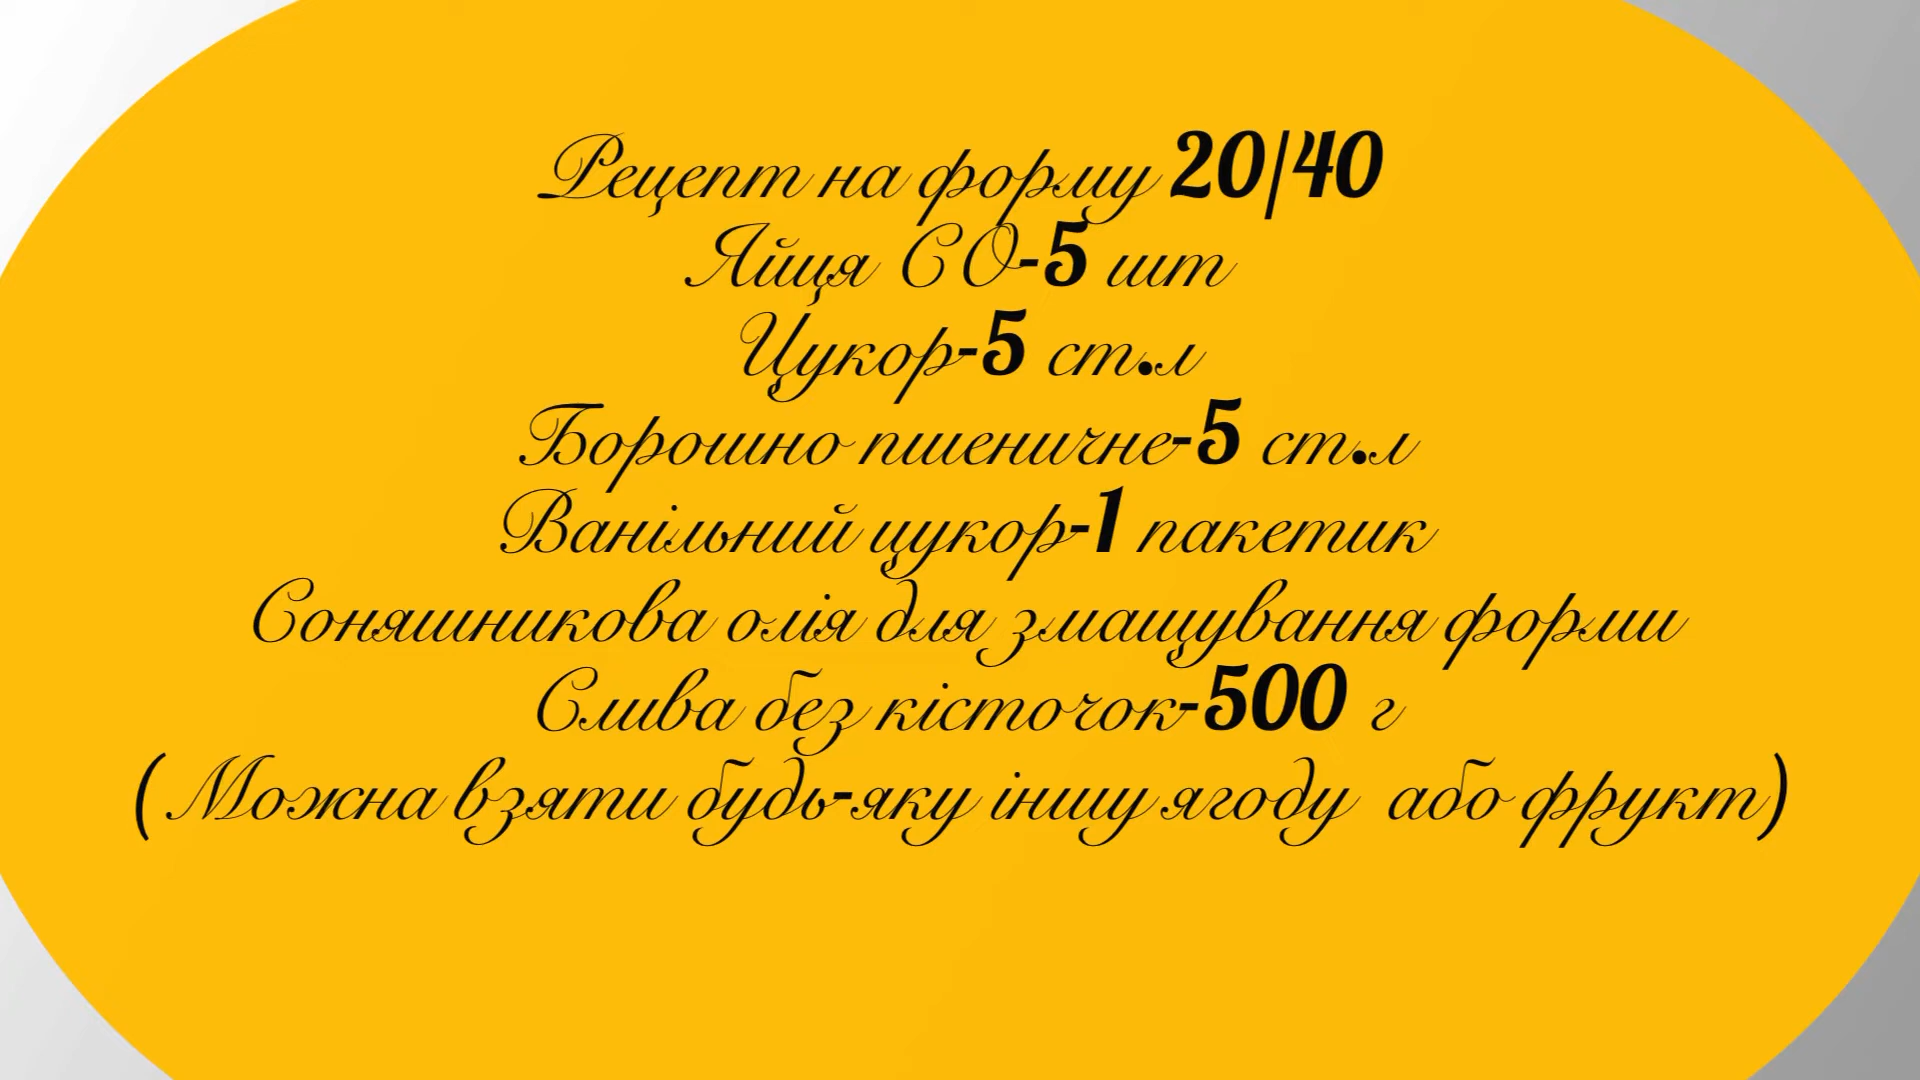 Рецепт на форму 20/40
Яйця СО-5 шт
Цукор-5 ст.л
Борошно пшеничне-5 ст.л
Ванільний цукор-1 пакетик
Соняшникова олія для змащування форми
Слива без кісточок-500 г
(Можна взяти будь-яку іншу ягоду або фрукт)